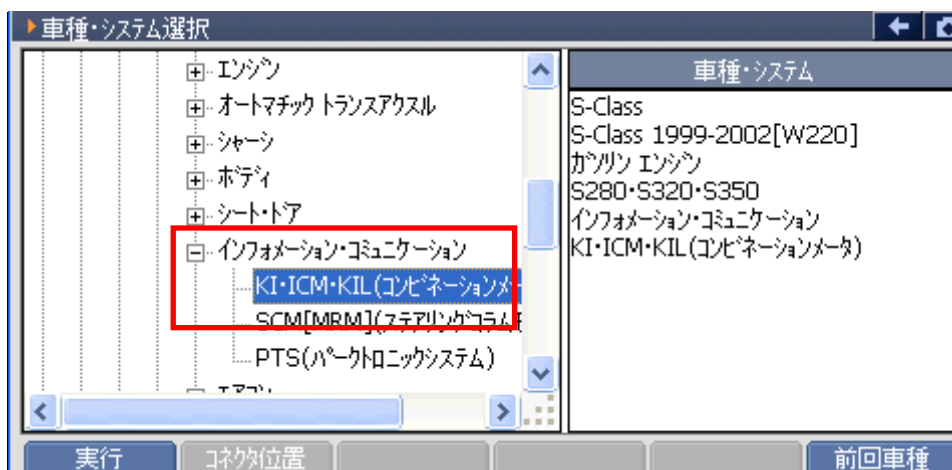 車種・システム選択
エンジン
オートマチック トランスアクスル
シャーシ
ボディ
シート・ドア
インフォメーション・コミュニケーション
KI・ICM・KIL(コンビネーションメー
SCM[MRM](ステアリングコラム
PTS(パークトロニックシステム)
エアコン
車種・システム
S-Class
S-Class 1999-2002[W220]
ガソリン エンジン
S280・S320・S350
インフォメーション・コミュニケーション
KI・ICM・KIL(コンビネーションメータ)
実行
コネクタ位置
前回車種